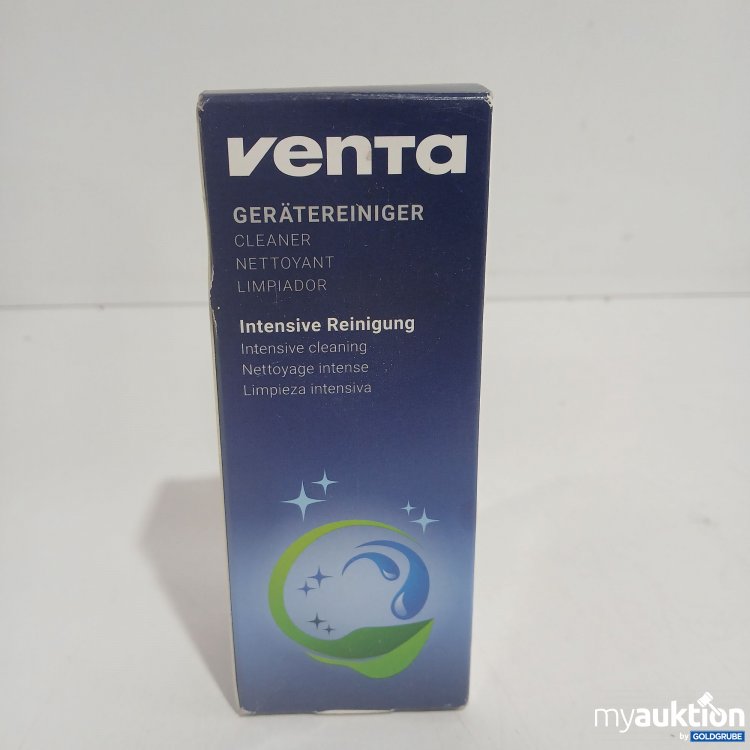 venta
GERÄTEREINIGER
CLEANER
NETTOYANT
LIMPIADOR
Intensive Reinigung
Intensive cleaning
Nettoyage intense
Limpieza intensiva
myauktion
by GOLDGRUBE